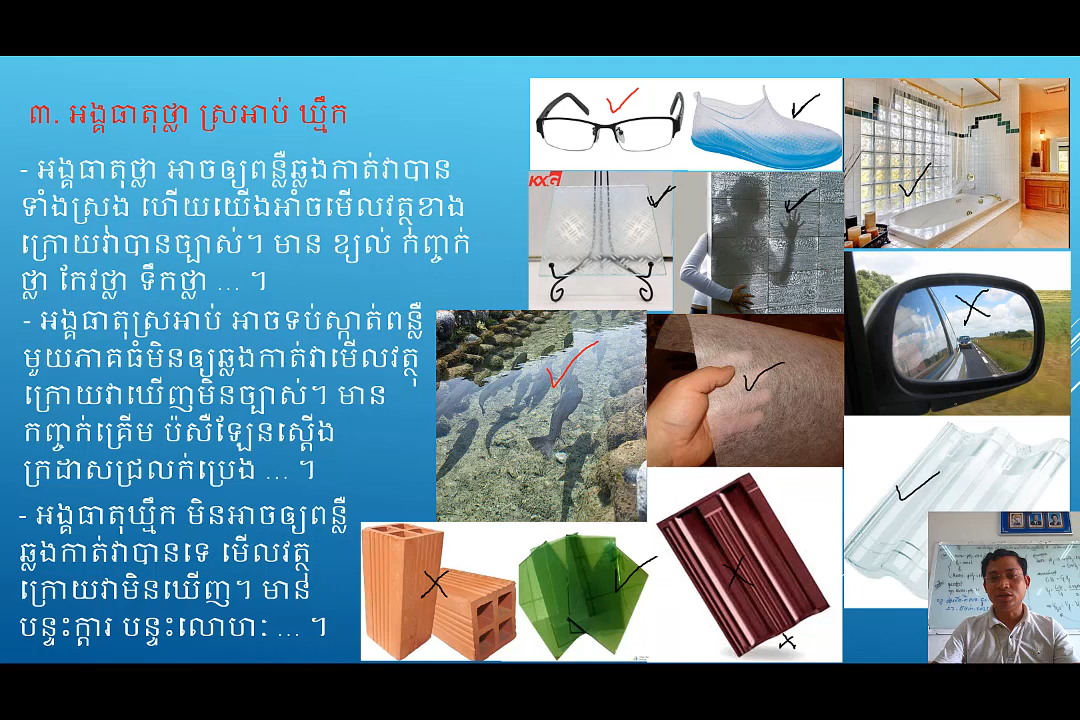 ៣. អង្គធាតុថ្លា ស្រអាប់ ឃ្មឹក
- អង្គធាតុថ្លា អាចឲ្យពន្លឺឆ្លងកាត់វាបាន
ទាំងស្រុង ហើយយើងអាចមើលវត្ថុខាង
ក្រោយវាបានច្បាស់។ មាន ខ្យល់ កញ្ចក់
ថ្លា កែវថ្លា ទឹកថ្លា ... ។
- អង្គធាតុស្រអាប់ អាចទប់ស្កាត់ពន្លឺ
មួយភាគធំមិនឲ្យឆ្លងកាត់វាមើលវត្ថុ
ក្រោយវាឃើញមិនច្បាស់។ មាន
កញ្ចក់គ្រើម ប៉សឺឡែនស្ដើង
ក្រដាសជ្រលក់ប្រេង ... ។
- អង្គធាតុឃ្មឹក មិនអាចឲ្យពន្លឺ
ឆ្លងកាត់វាបានទេ មើលវត្ថុ
ក្រោយវាមិនឃើញ។ មាន
បន្ទះក្ដារ បន្ទះលោហៈ ... ។
KXG